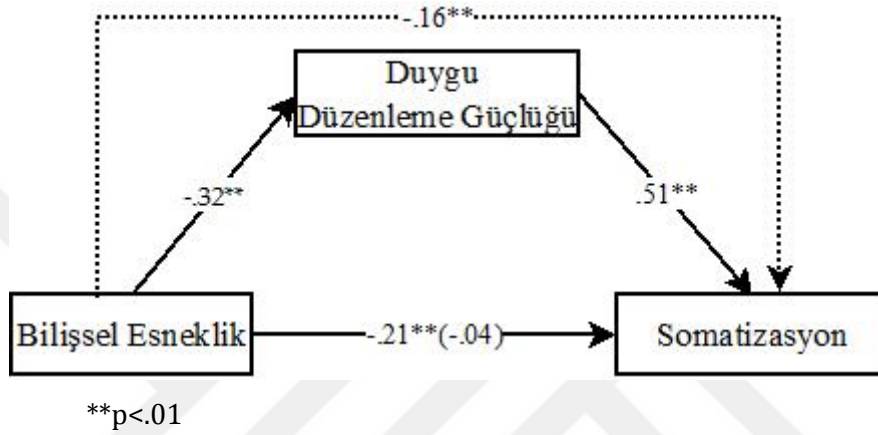 -.16**
Duygu
Düzenleme Güçlüğü
-.32**
.51**
Bilişsel Esneklik
-.21**(-.04)
Somatizasyon
**p<.01